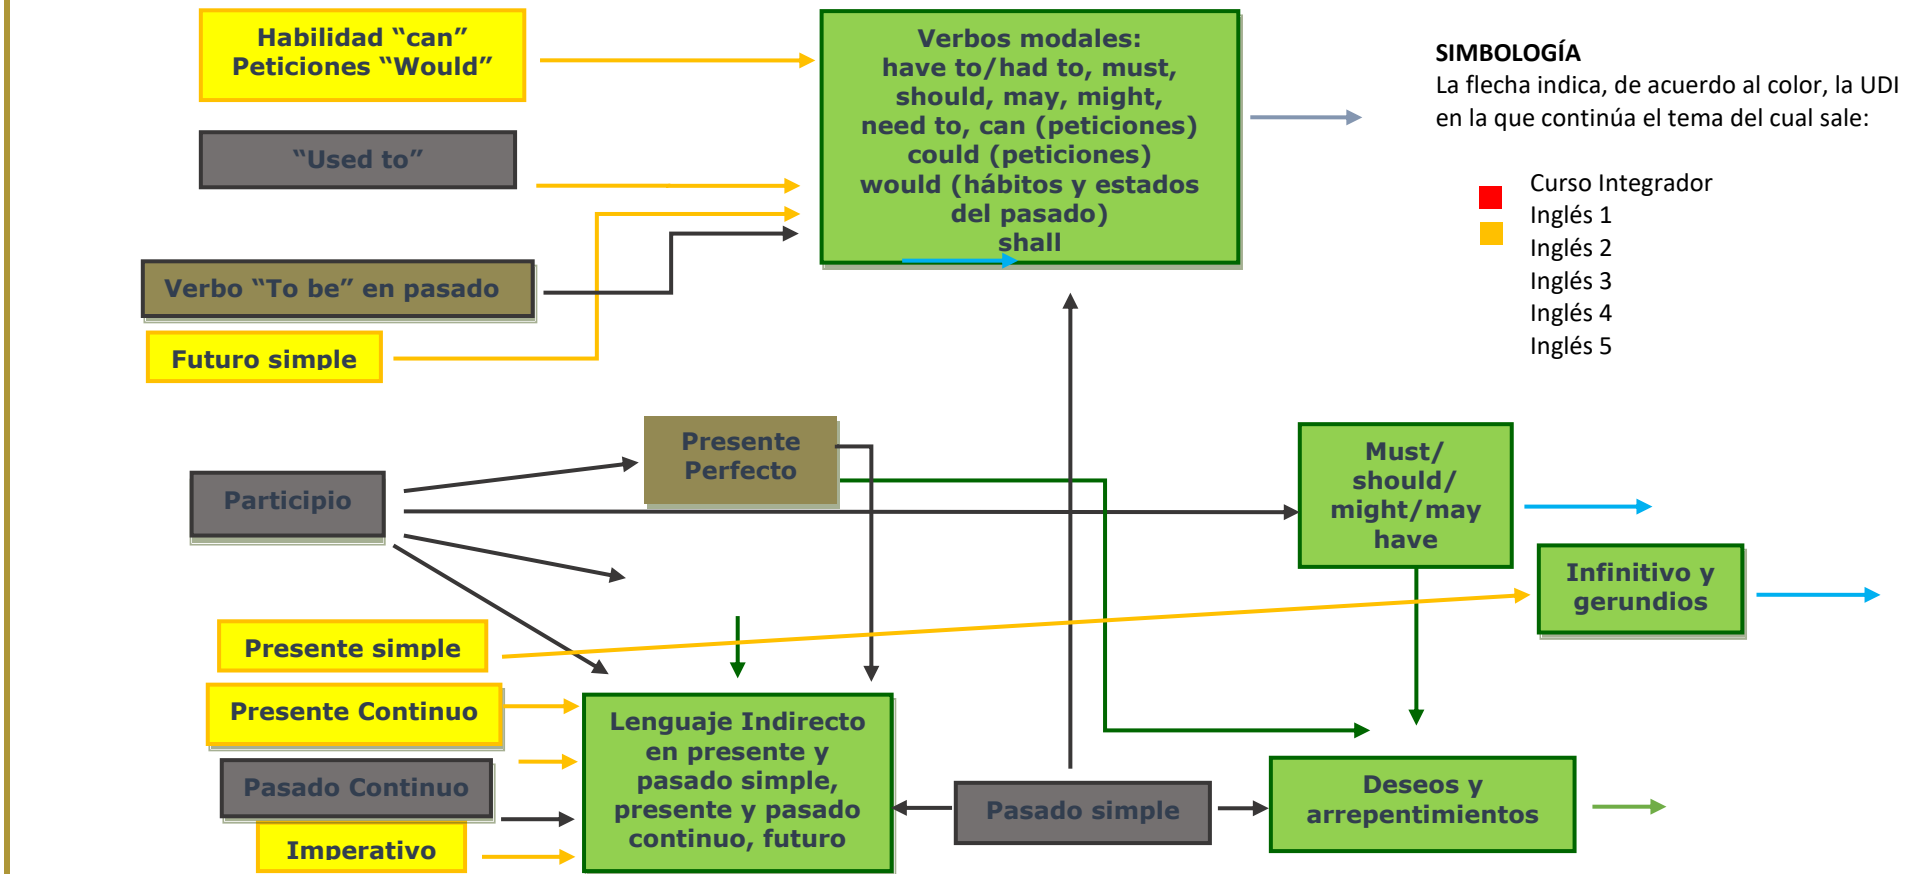 Habilidad “can”
Peticiones “Would”
“Used to”
Verbo “To be” en pasado
Futuro simple
Verbos modales:
have to/had to, must,
should, may, might,
need to, can (peticiones)
could (peticiones)
would (hábitos y estados
del pasado)
shall
SIMBOLOGÍA
La flecha indica, de acuerdo al color, la UDI
en la que continúa el tema del cual sale:
Curso Integrador
Inglés 1
Inglés 2
Inglés 3
Inglés 4
Inglés 5
Presente
Perfecto
Participio
Must/
should/
might/may
have
Infinitivo y
gerundios
Presente simple
Presente Continuo
Pasado Continuo
Imperativo
Lenguaje Indirecto
en presente y
pasado simple,
presente y pasado
continuo, futuro
Pasado simple
Deseos y
arrepentimientos